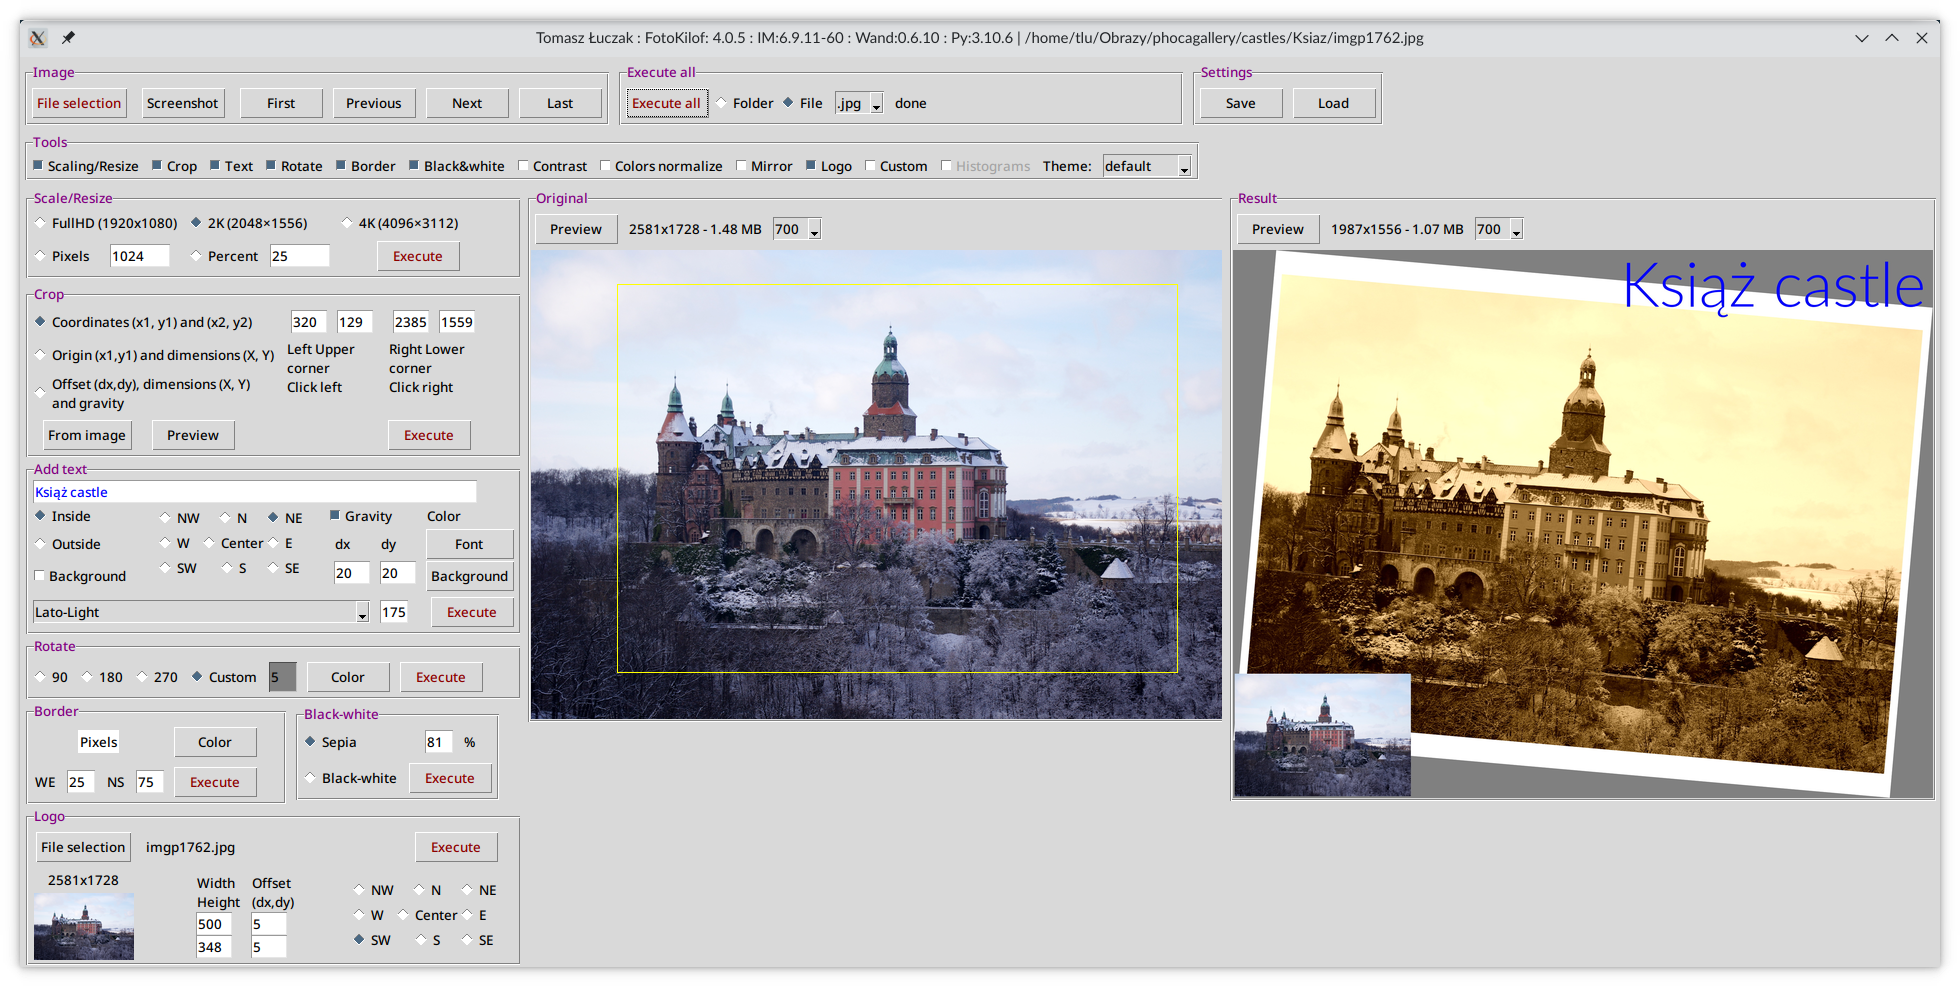 Tomasz Łuczak : FotoKilof: 4.0.5 : IM:6.9.11-60 : Wand:0.6.10 : Py:3.10.6 | /home/tlu/Obrazy/phocagallery/castles/Ksiaz/imgp1762.jpg
Image
File selection Screenshot First Previous Next Last
Execute all
Execute all Folder File .jpg done
Settings
Save Load
Tools
Scaling/Resize Crop Text Rotate Border Black&white Contrast Colors normalize Mirror Logo Custom Histograms Theme: default
Scale/Resize
FullHD (1920x1080) 2K (2048×1556) 4K (4096×3112)
Pixels 1024 Percent 25 Execute
Crop
Coordinates (x1, y1) and (x2, y2) 320 129 2385 1559
Origin (x1,y1) and dimensions (X, Y)
Offset (dx,dy), dimensions (X, Y)
and gravity
Left Upper
corner
Click left
Right Lower
corner
Click right
From image Preview Execute
Add text
Książ castle
Inside NW N NE Gravity Color
Outside W Center E dx dy Font
Background SW S SE 20 20 Background
Lato-Light 175 Execute
Rotate
90 180 270 Custom 5 Color Execute
Border
Pixels Color
WE 25 NS 75 Execute
Black-white
Sepia 81 %
Black-white Execute
Logo
File selection imgp1762.jpg Execute
2581x1728
Width
Height
500
348
Offset
(dx,dy)
5
5
NW N NE
W Center E
SW S SE
Original
Preview 2581x1728 - 1.48 MB 700
Result
Preview 1987x1556 - 1.07 MB 700
Książ castle